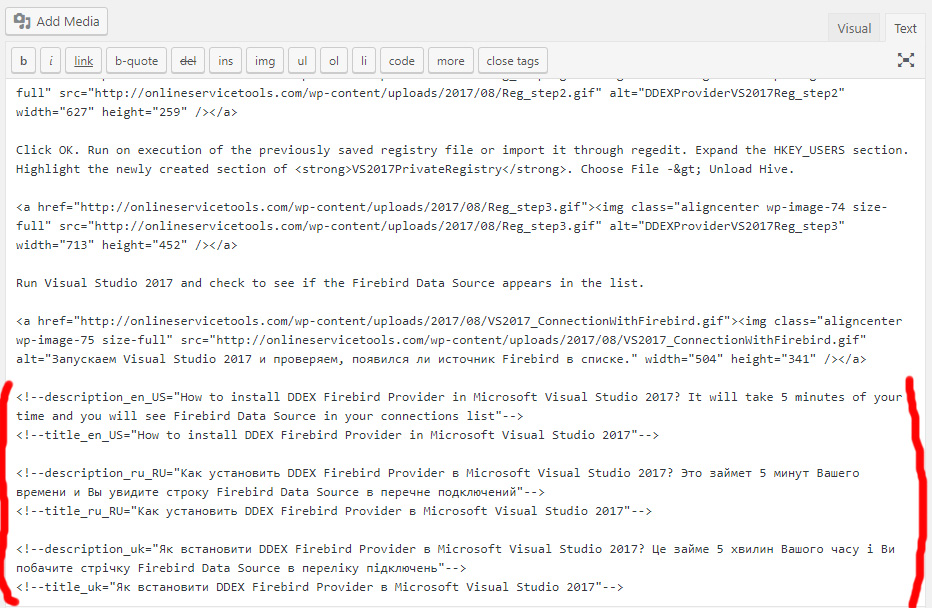 Add Media
Visual Text
b i link b-quote del ins img ul ol li code more close tags
full" src="http://onlineservicetools.com/wp-content/uploads/2017/08/Reg_step2.gif" alt="DDEXProviderVS2017Reg_step2"
width="627" height="259" /></a>
Click OK. Run on execution of the previously saved registry file or import it through regedit. Expand the HKEY_USERS section.
Highlight the newly created section of <strong>VS2017PrivateRegistry</strong>. Choose File -&gt; Unload Hive.
<a href="http://onlineservicetools.com/wp-content/uploads/2017/08/Reg_step3.gif"><img class="aligncenter wp-image-74 size-
full" src="http://onlineservicetools.com/wp-content/uploads/2017/08/Reg_step3.gif" alt="DDEXProviderVS2017Reg_step3"
width="713" height="452" /></a>
Run Visual Studio 2017 and check to see if the Firebird Data Source appears in the list.
<a href="http://onlineservicetools.com/wp-content/uploads/2017/08/VS2017_ConnectionWithFirebird.gif"><img class="aligncenter
wp-image-75 size-full" src="http://onlineservicetools.com/wp-content/uploads/2017/08/VS2017_ConnectionWithFirebird.gif"
alt="Запускаем Visual Studio 2017 и проверяем, появился ли источник Firebird в списке." width="504" height="341" /></a>
<!--description_en_US="How to install DDEX Firebird Provider in Microsoft Visual Studio 2017? It will take 5 minutes of your
time and you will see Firebird Data Source in your connections list"-->
<!--title_en_US="How to install DDEX Firebird Provider in Microsoft Visual Studio 2017"-->
<!--description_ru_RU="Как установить DDEX Firebird Provider в Microsoft Visual Studio 2017? Это займет 5 минут Вашего
времени и Вы увидите строку Firebird Data Source в перечне подключений"-->
<!--title_ru_RU="Как установить DDEX Firebird Provider в Microsoft Visual Studio 2017"-->
<!--description_uk="Як встановити DDEX Firebird Provider в Microsoft Visual Studio 2017? Це займе 5 хвилин Вашого часу і Ви
побачите стрічку Firebird Data Source в переліку підключень"-->
<!--title_uk="Як встановити DDEX Firebird Provider в Microsoft Visual Studio 2017"-->